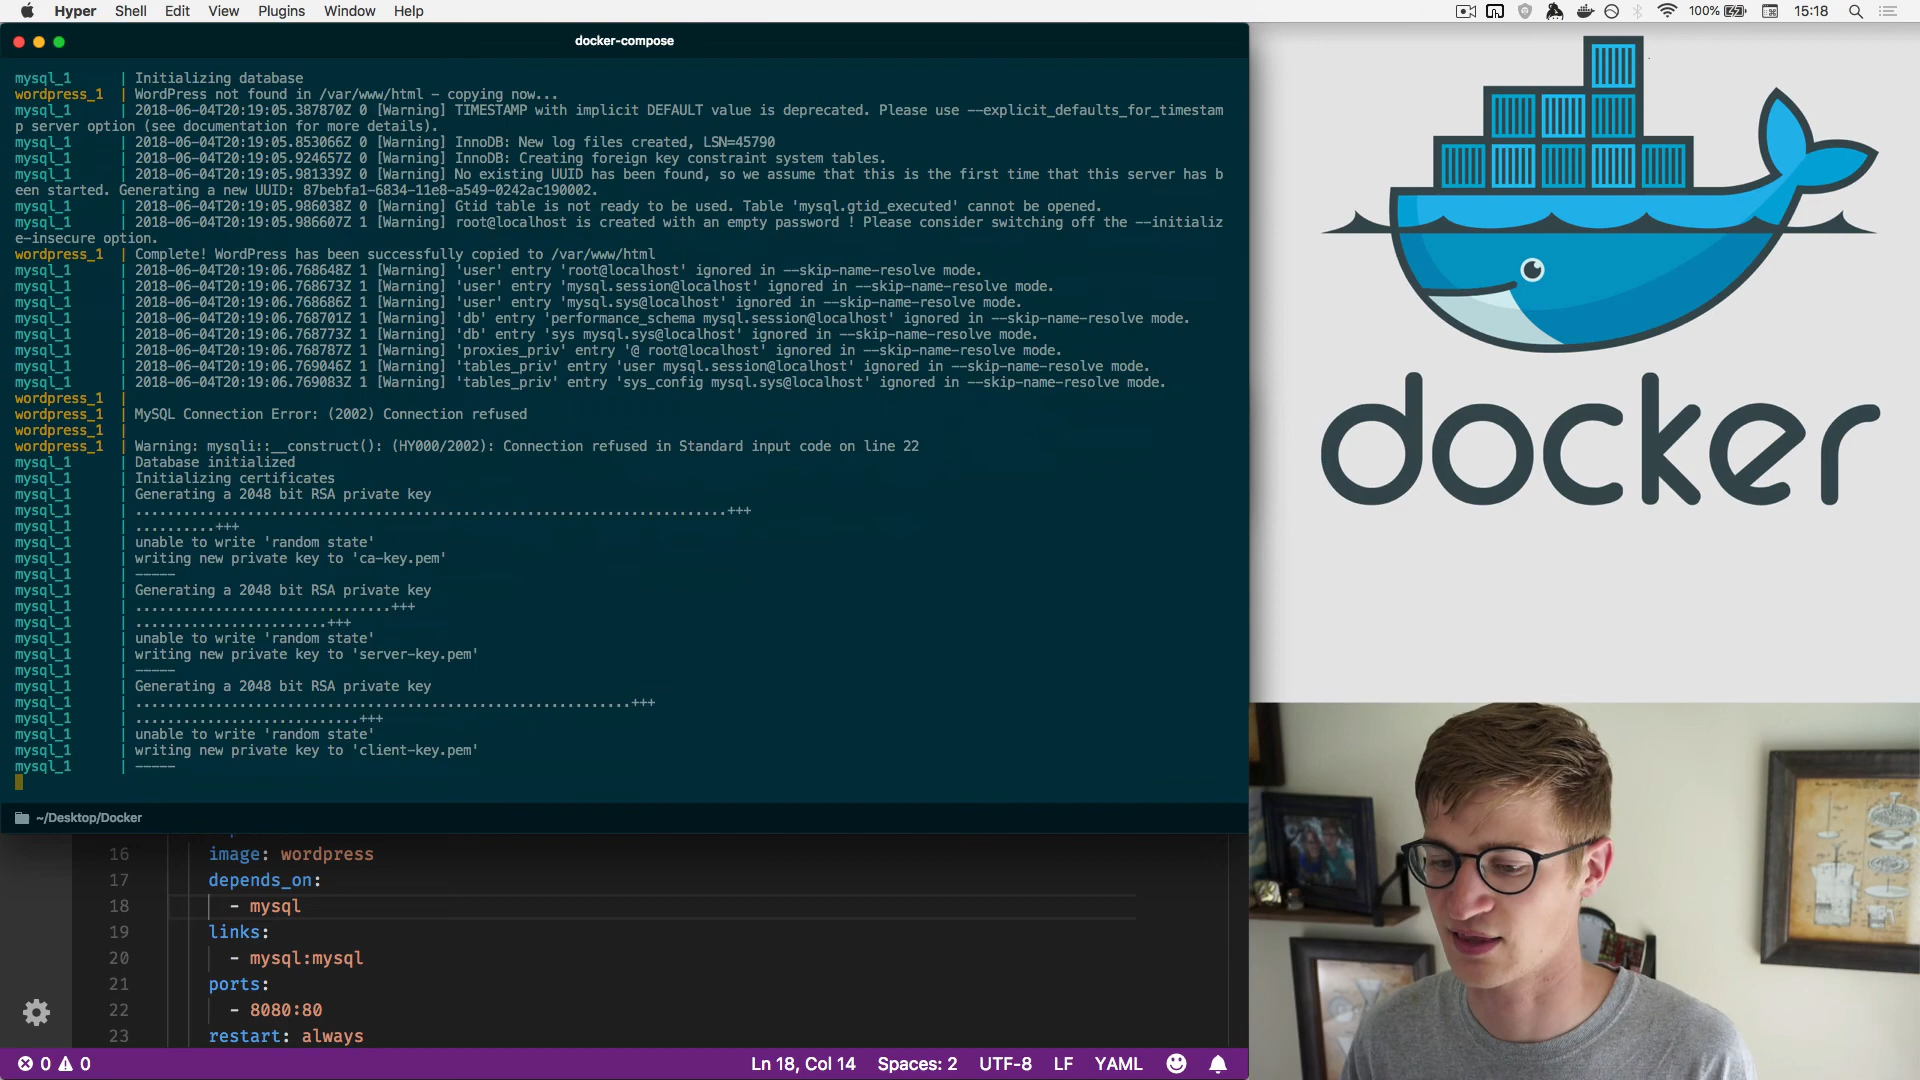 Hyper Shell Edit View Plugins Window Help
100% 15:18
docker-compose
mysql_1 | Initializing database
wordpress_1 | WordPress not found in /var/www/html - copying now...
mysql_1 | 2018-06-04T20:19:05.387870Z 0 [Warning] TIMESTAMP with implicit DEFAULT value is deprecated. Please use --explicit_defaults_for_timestam
p server option (see documentation for more details).
mysql_1 | 2018-06-04T20:19:05.853066Z 0 [Warning] InnoDB: New log files created, LSN=45790
mysql_1 | 2018-06-04T20:19:05.924657Z 0 [Warning] InnoDB: Creating foreign key constraint system tables.
mysql_1 | 2018-06-04T20:19:05.981339Z 0 [Warning] No existing UUID has been found, so we assume that this is the first time that this server has b
een started. Generating a new UUID: 87bebfa1-6834-11e8-a549-0242ac190002.
mysql_1 | 2018-06-04T20:19:05.986038Z 0 [Warning] Gtid table is not ready to be used. Table 'mysql.gtid_executed' cannot be opened.
mysql_1 | 2018-06-04T20:19:05.986607Z 1 [Warning] root@localhost is created with an empty password ! Please consider switching off the --initializ
e-insecure option.
wordpress_1 | Complete! WordPress has been successfully copied to /var/www/html
mysql_1 | 2018-06-04T20:19:06.768648Z 1 [Warning] 'user' entry 'root@localhost' ignored in --skip-name-resolve mode.
mysql_1 | 2018-06-04T20:19:06.768673Z 1 [Warning] 'user' entry 'mysql.session@localhost' ignored in --skip-name-resolve mode.
mysql_1 | 2018-06-04T20:19:06.768686Z 1 [Warning] 'user' entry 'mysql.sys@localhost' ignored in --skip-name-resolve mode.
mysql_1 | 2018-06-04T20:19:06.768701Z 1 [Warning] 'db' entry 'performance_schema mysql.session@localhost' ignored in --skip-name-resolve mode.
mysql_1 | 2018-06-04T20:19:06.768773Z 1 [Warning] 'db' entry 'sys mysql.sys@localhost' ignored in --skip-name-resolve mode.
mysql_1 | 2018-06-04T20:19:06.768787Z 1 [Warning] 'proxies_priv' entry '@ root@localhost' ignored in --skip-name-resolve mode.
mysql_1 | 2018-06-04T20:19:06.769046Z 1 [Warning] 'tables_priv' entry 'user mysql.session@localhost' ignored in --skip-name-resolve mode.
mysql_1 | 2018-06-04T20:19:06.769083Z 1 [Warning] 'tables_priv' entry 'sys_config mysql.sys@localhost' ignored in --skip-name-resolve mode.
wordpress_1 |
wordpress_1 | MySQL Connection Error: (2002) Connection refused
wordpress_1 |
wordpress_1 | Warning: mysqli::__construct(): (HY000/2002): Connection refused in Standard input code on line 22
mysql_1 | Database initialized
mysql_1 | Initializing certificates
mysql_1 | Generating a 2048 bit RSA private key
mysql_1 | ..........................................................................+++
mysql_1 | ..........+++
mysql_1 | unable to write 'random state'
mysql_1 | writing new private key to 'ca-key.pem'
mysql_1 | -----
mysql_1 | Generating a 2048 bit RSA private key
mysql_1 | ................................+++
mysql_1 | ........................+++
mysql_1 | unable to write 'random state'
mysql_1 | writing new private key to 'server-key.pem'
mysql_1 | -----
mysql_1 | Generating a 2048 bit RSA private key
mysql_1 | ..............................................................+++
mysql_1 | ............................+++
mysql_1 | unable to write 'random state'
mysql_1 | writing new private key to 'client-key.pem'
mysql_1 | -----
~/Desktop/Docker
16 image: wordpress
17 depends_on:
18 - mysql
19 links:
20 - mysql:mysql
21 ports:
22 - 8080:80
23 restart: always
0 0 Ln 18, Col 14 Spaces: 2 UTF-8 LF YAML
docker